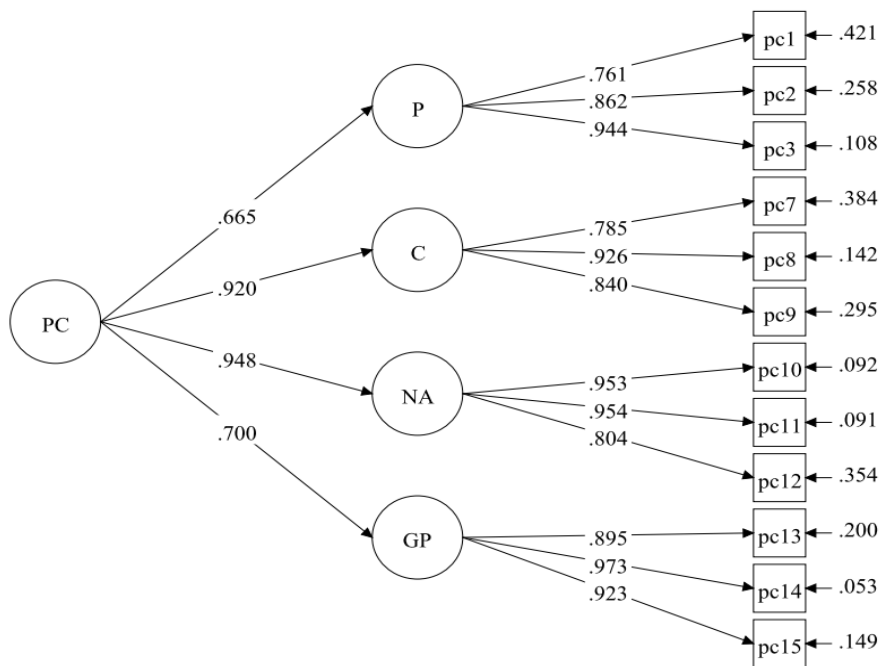 pc1 .421
.761
pc2 .258
P .862
.944
pc3 .108
.665
pc7 .384
.785
C .926
pc8 .142
.920
.840
pc9 .295
PC
.948
pc10 .092
.953
NA .954
pc11 .091
.804
.700
pc12 .354
pc13 .200
GP .895
.973
pc14 .053
.923
pc15 .149